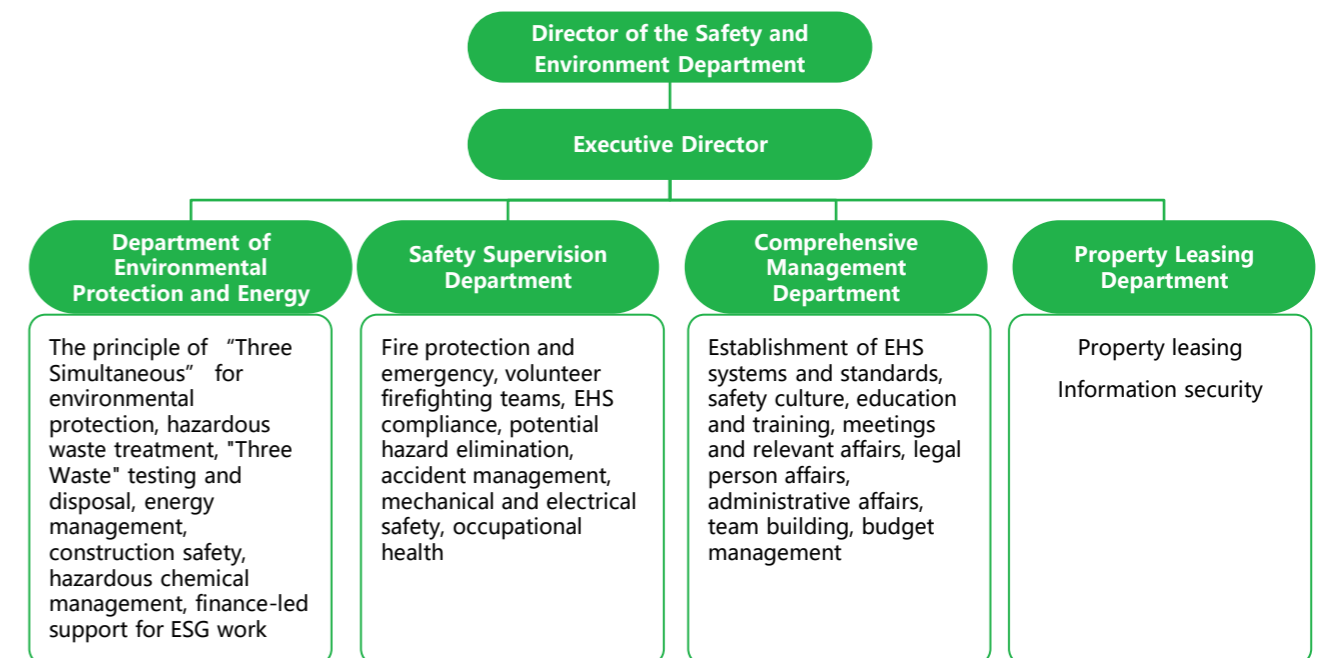 Director of the Safety and
Environment Department
Executive Director
Department of
Environmental
Protection and Energy
The principle of “Three
Simultaneous” for
environmental
protection, hazardous
waste treatment, "Three
Waste" testing and
disposal, energy
management,
construction safety,
hazardous chemical
management, finance-led
support for ESG work
Safety Supervision
Department
Fire protection and
emergency, volunteer
firefighting teams, EHS
compliance, potential
hazard elimination,
accident management,
mechanical and electrical
safety, occupational
health
Comprehensive
Management
Department
Establishment of EHS
systems and standards,
safety culture, education
and training, meetings
and relevant affairs, legal
person affairs,
administrative affairs,
team building, budget
management
Property Leasing
Department
Property leasing
Information security